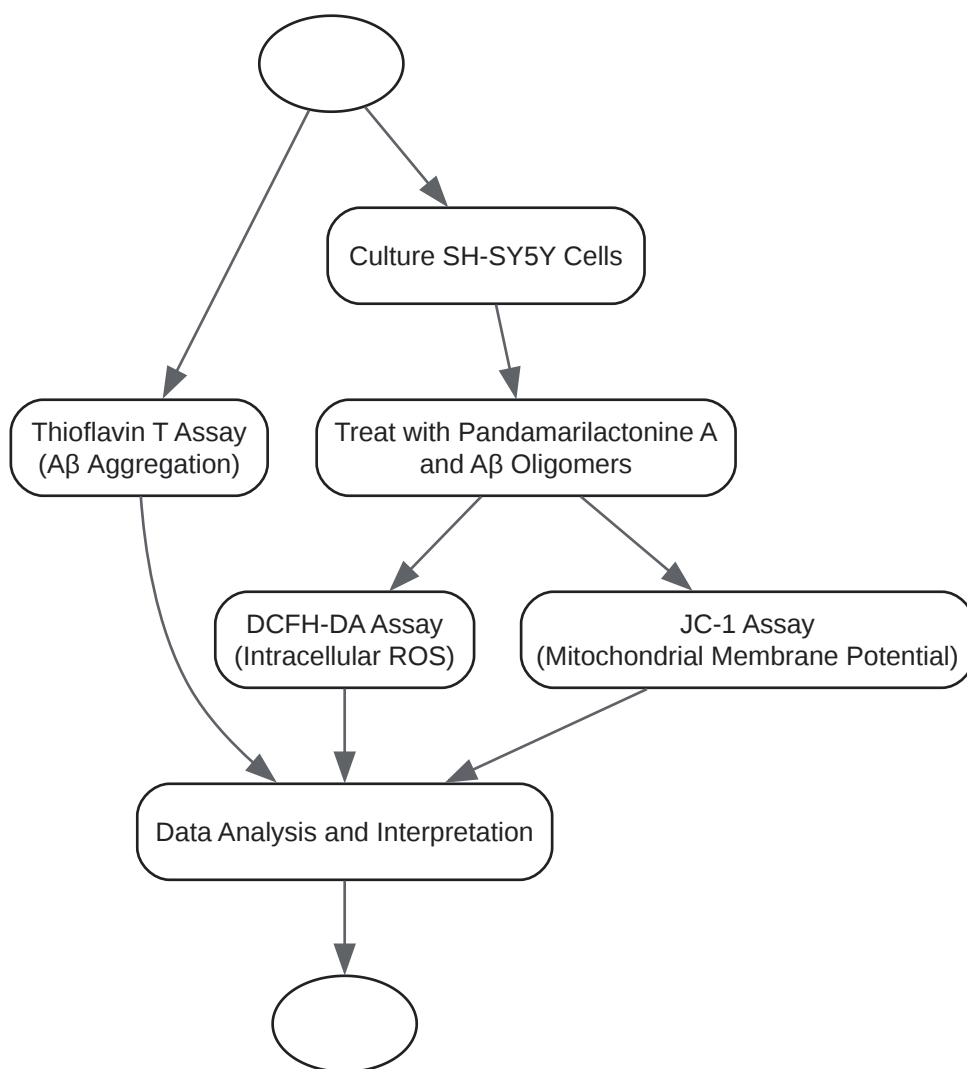 Culture SH-SY5Y Cells
Thioflavin T Assay
(Aβ Aggregation)
Treat with Pandamarilactonine A
and Aβ Oligomers
DCFH-DA Assay
(Intracellular ROS)
JC-1 Assay
(Mitochondrial Membrane Potential)
Data Analysis and Interpretation